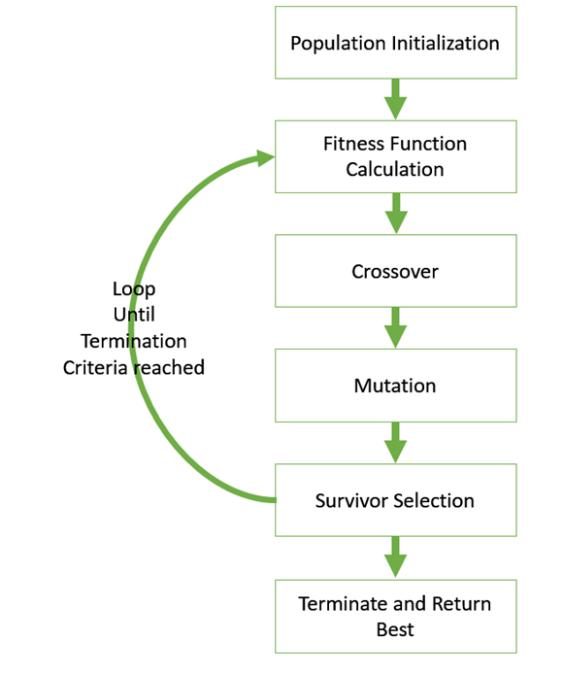 Population Initialization
Fitness Function
Calculation
Crossover
Loop
Until
Termination
Criteria reached
Mutation
Survivor Selection
Terminate and Return
Best